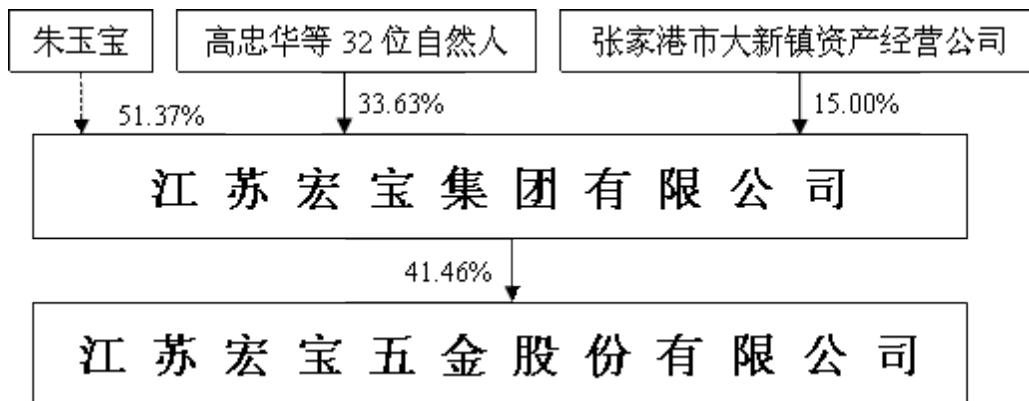 朱玉宝
高忠华等 32 位自然人
张家港市大新镇资产经营公司
51.37%
33.63%
15.00%
江苏宏宝集团有限公司
41.46%
江苏宏宝五金股份有限公司